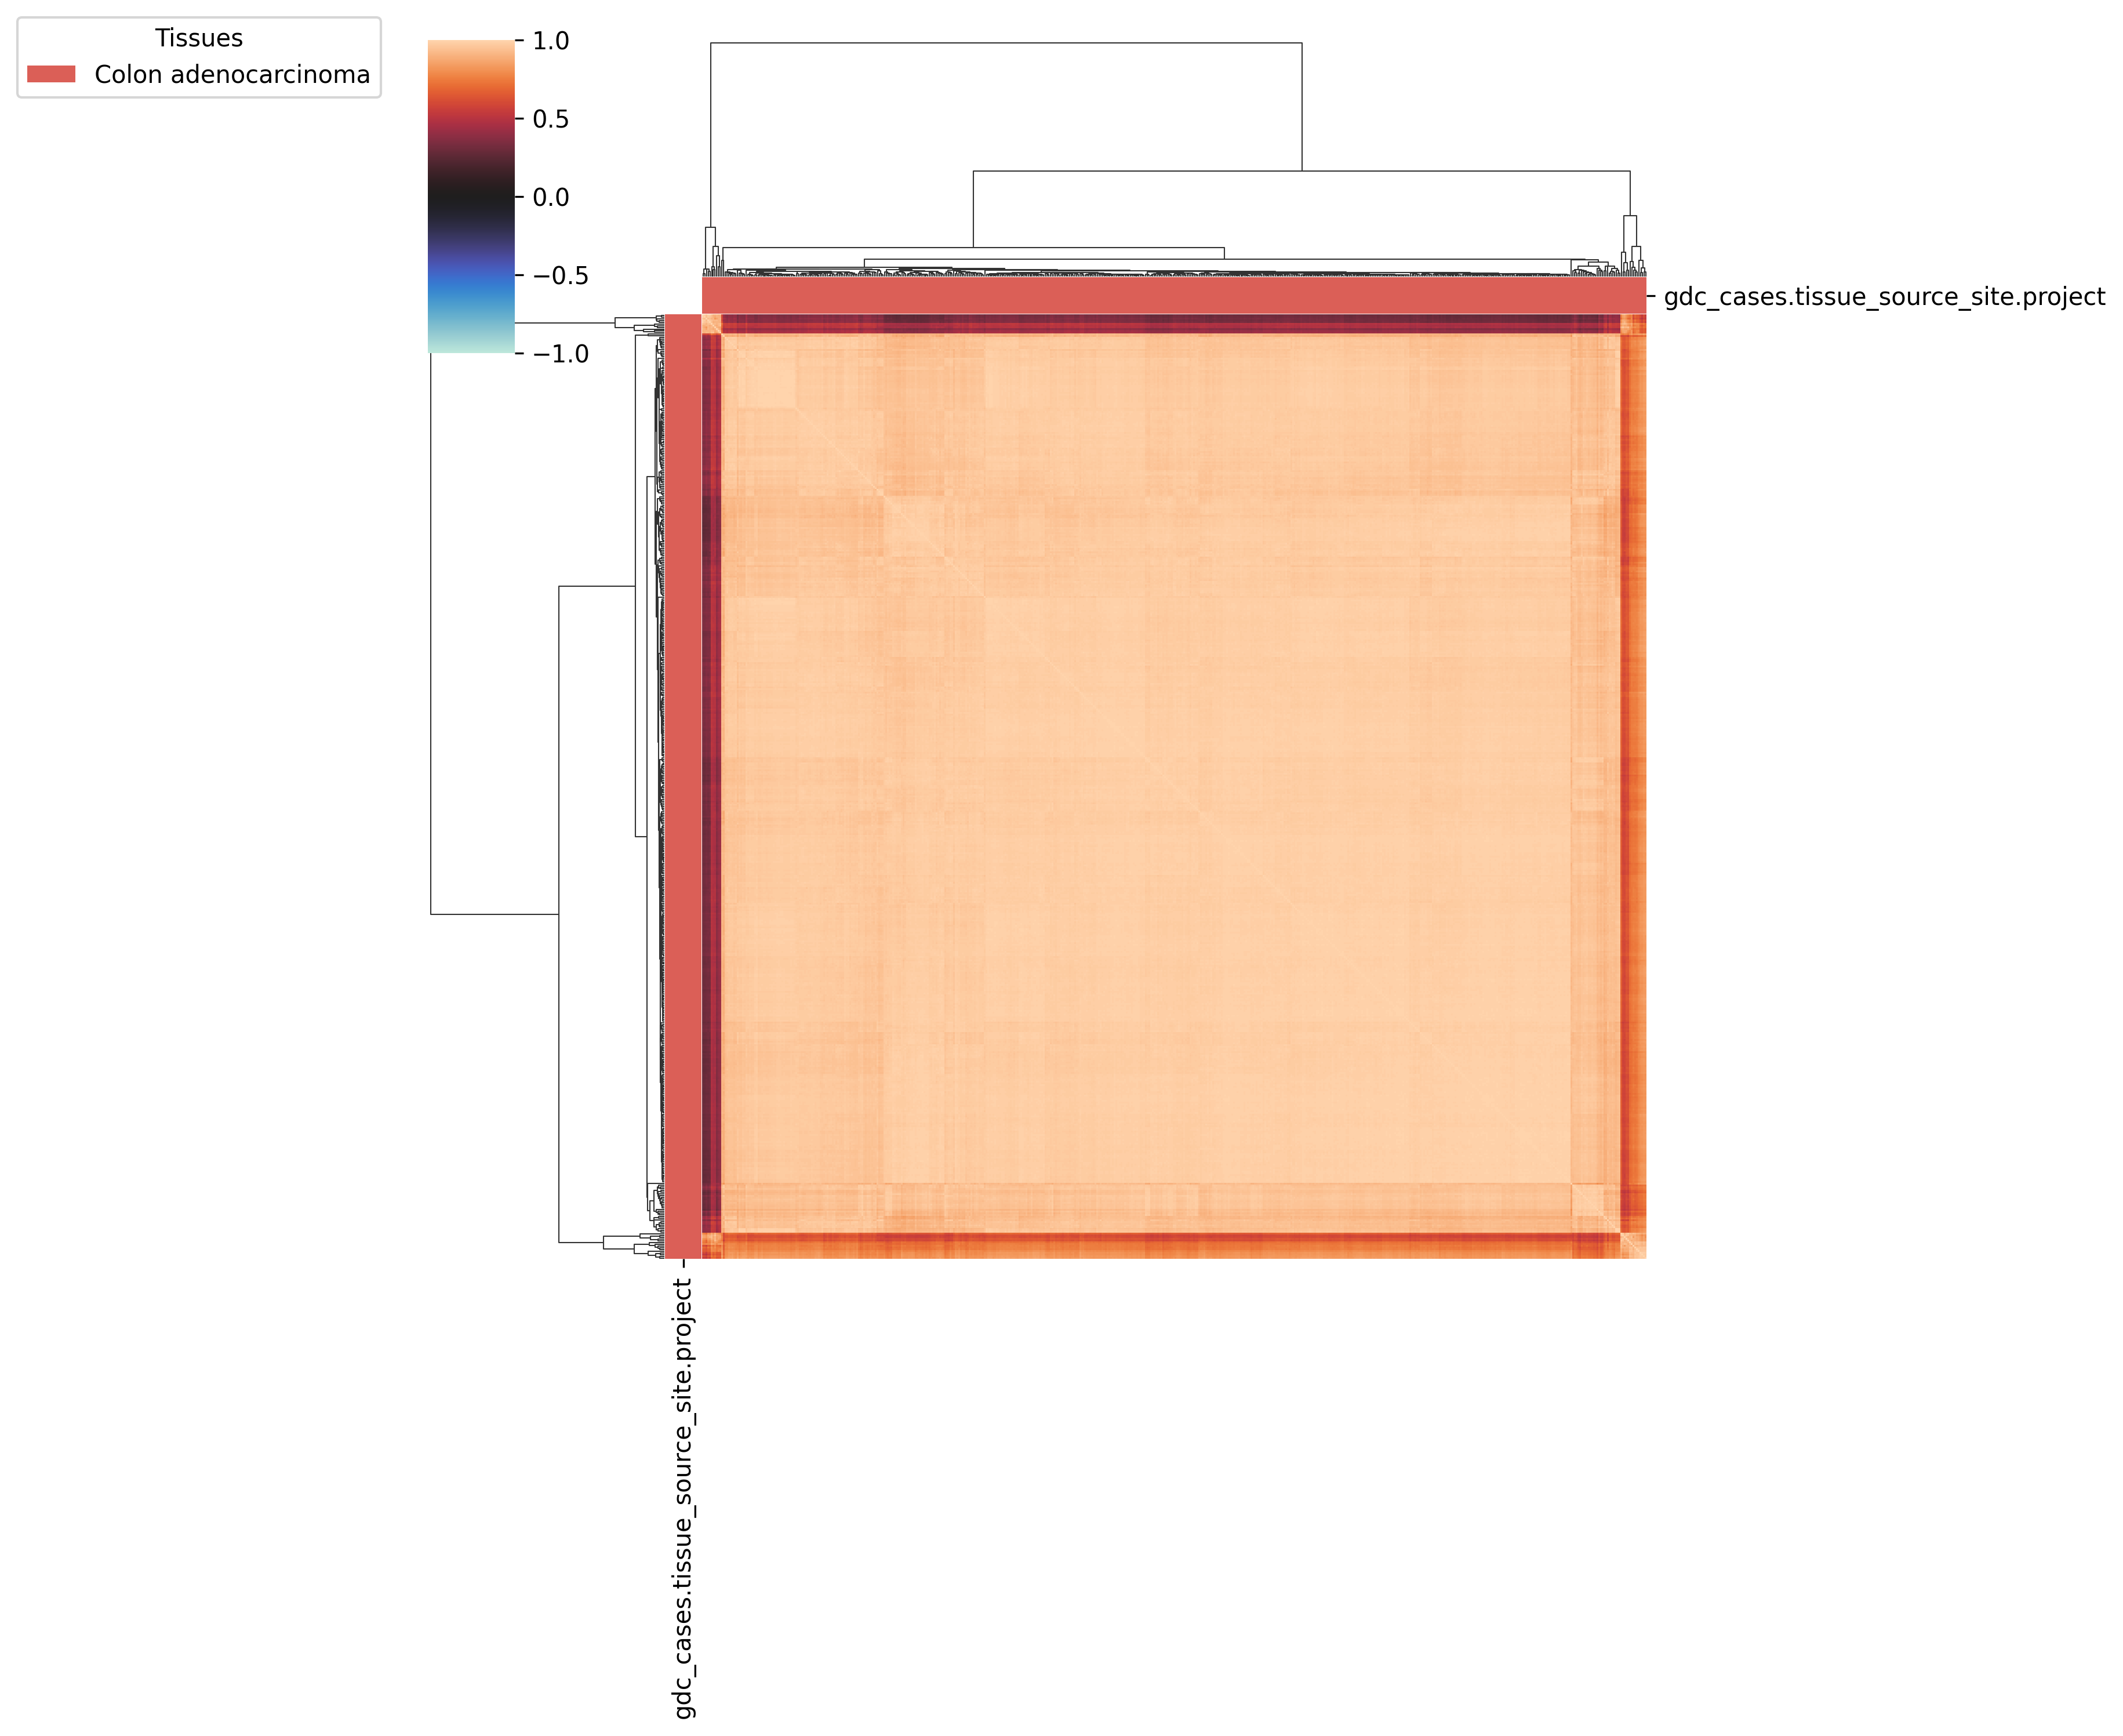 Tissues
Colon adenocarcinoma
1.0
0.5
0.0
−0.5
−1.0
gdc_cases.tissue_source_site.project
gdc_cases.tissue_source_site.project